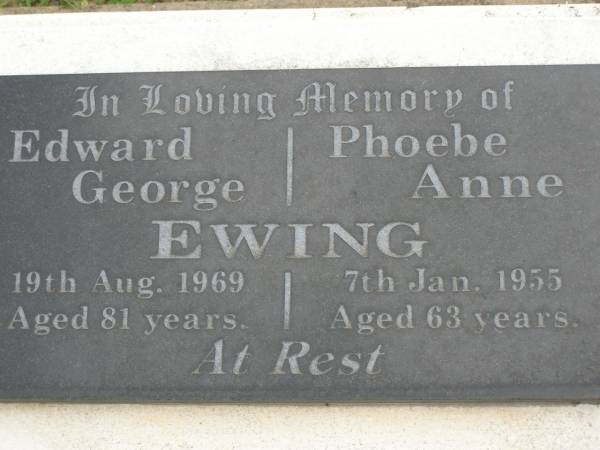 In Loving Memory of
Edward Phoebe
George Anne
EWING
19th Aug. 1969 7th Jan. 1955
Aged 81 years. Aged 63 years.
At Rest